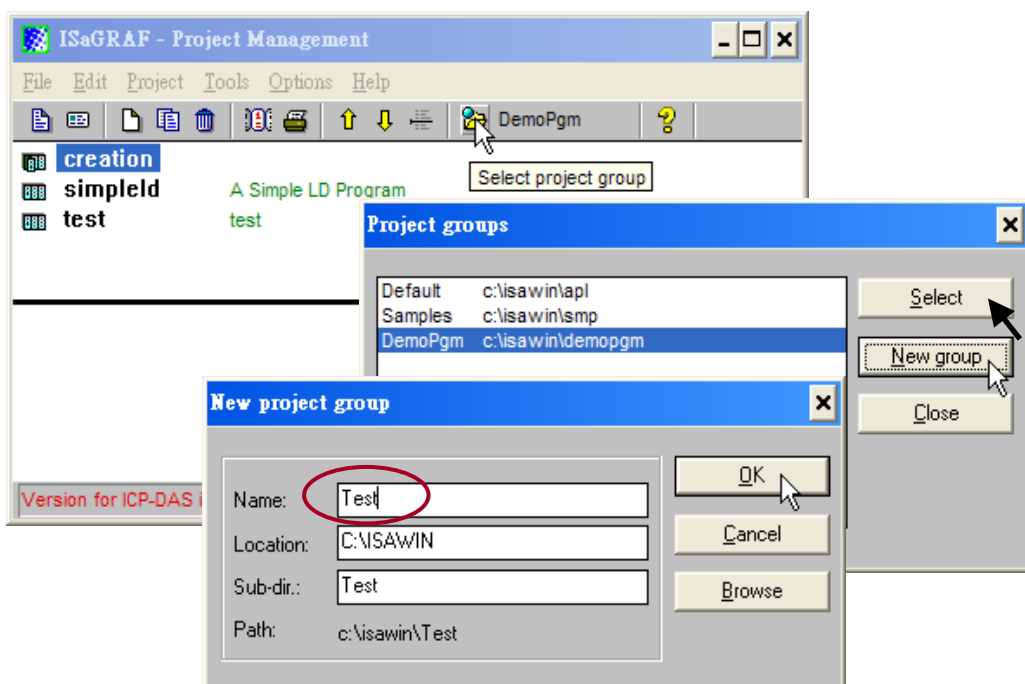 ISaGRAF - Project Management
File Edit Project Tools Options Help
DemoPgm
creation
Select project group
simpleld A Simple LD Program
test test
Version for ICP-DAS i
Project groups
Default c:\isawin\apl
Samples c:\isawin\smp
DemoPgm c:\isawin\demopgm
Select
New group
Close
New project group
Name: Test
Location: C:\ISAWIN
Sub-dir.: Test
Path: c:\isawin\Test
OK
Cancel
Browse